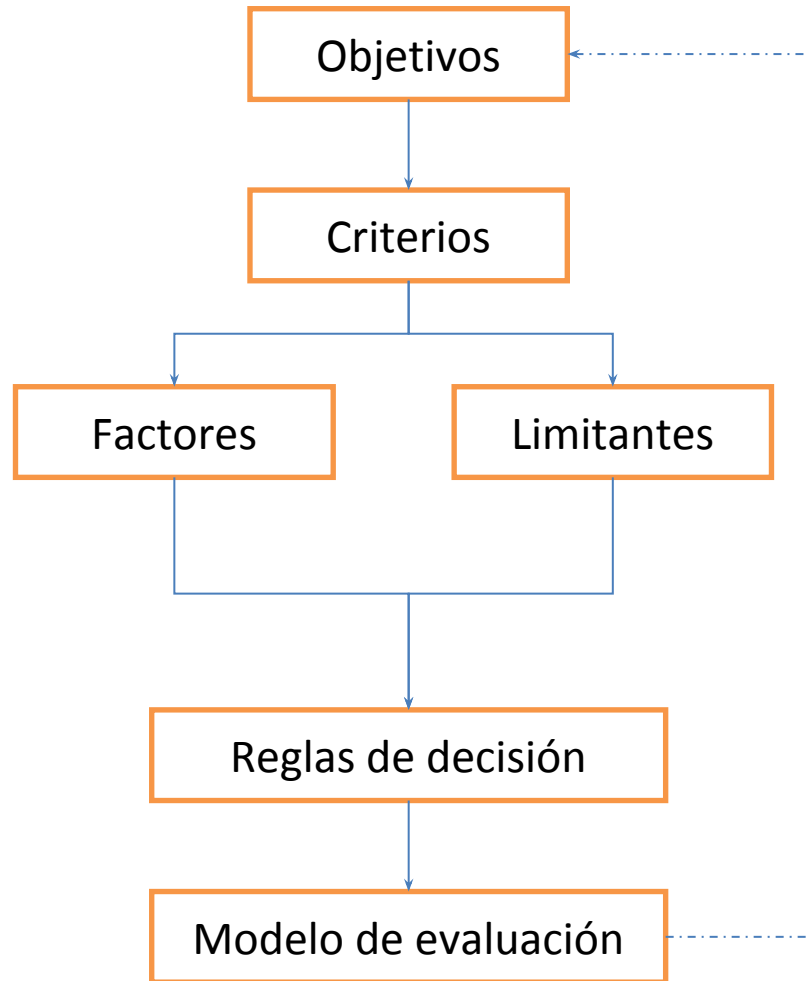 Objetivos
Criterios
Factores
Limitantes
Reglas de decisión
Modelo de evaluación